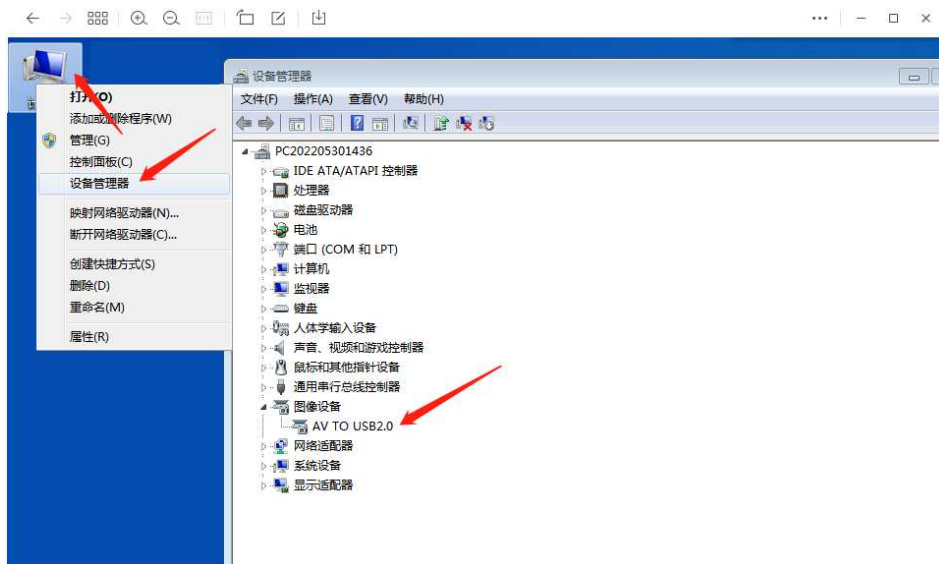 打开(O)
添加或删除程序(W)
管理(G)
控制面板(C)
设备管理器
映射网络驱动器(N)...
断开网络驱动器(C)...
创建快捷方式(S)
删除(D)
重命名(M)
属性(R)
设备管理器
文件(F) 操作(A) 查看(V) 帮助(H)
PC202205301436
IDE ATA/ATAPI 控制器
处理器
磁盘驱动器
电池
端口 (COM 和 LPT)
计算机
监视器
键盘
人体学输入设备
声音、视频和游戏控制器
鼠标和其他指针设备
通用串行总线控制器
图像设备
AV TO USB2.0
网络适配器
系统设备
显示适配器